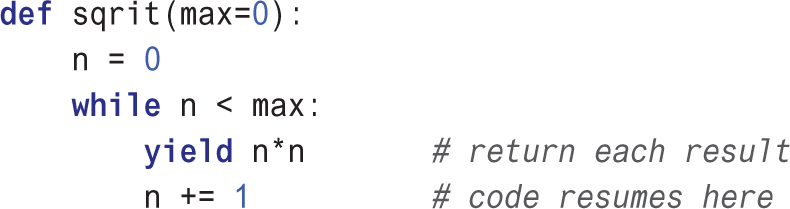 def sqrit(max=0):
    n = 0
    while n < max:
        yield n*n       # return each result
        n += 1          # code resumes here